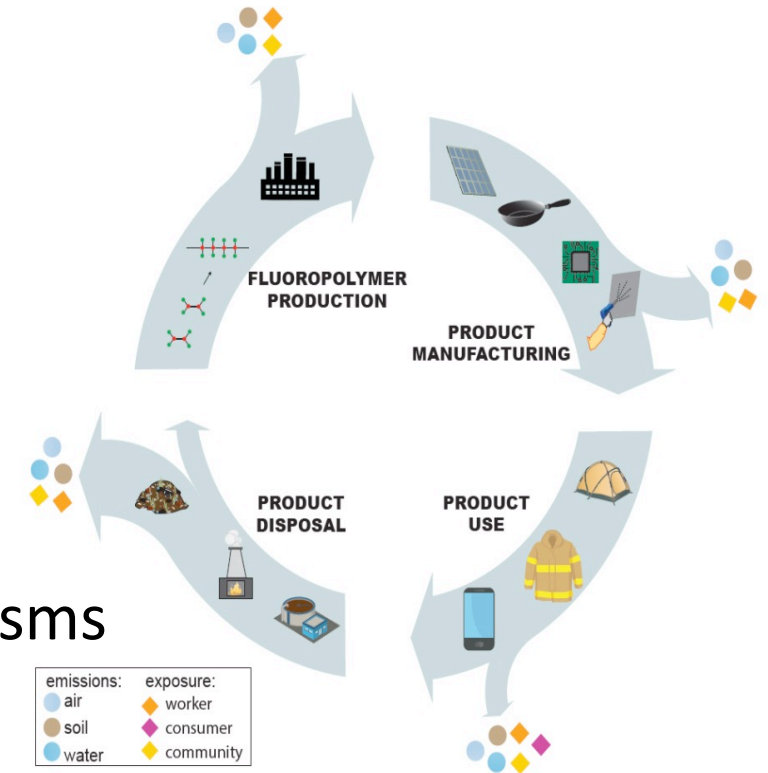 FLUOROPOLYMER
PRODUCTION
PRODUCT
MANUFACTURING
PRODUCT
DISPOSAL
PRODUCT
USE
sms
emissions:
air
soil
water
exposure:
worker
consumer
community